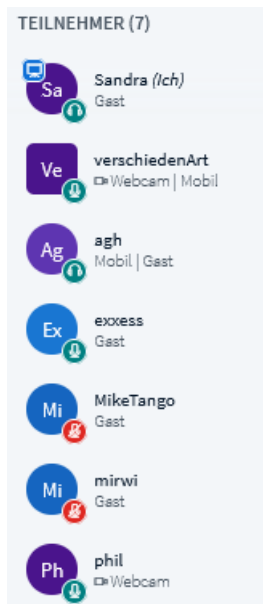 TEILNEHMER (7)
Sa
Sandra (Ich)
Gast
Ve
verschiedenArt
Webcam | Mobil
Ag
agh
Mobil | Gast
Ex
exxess
Gast
Mi
MikeTango
Gast
Mi
mirwi
Gast
Ph
phil
Webcam